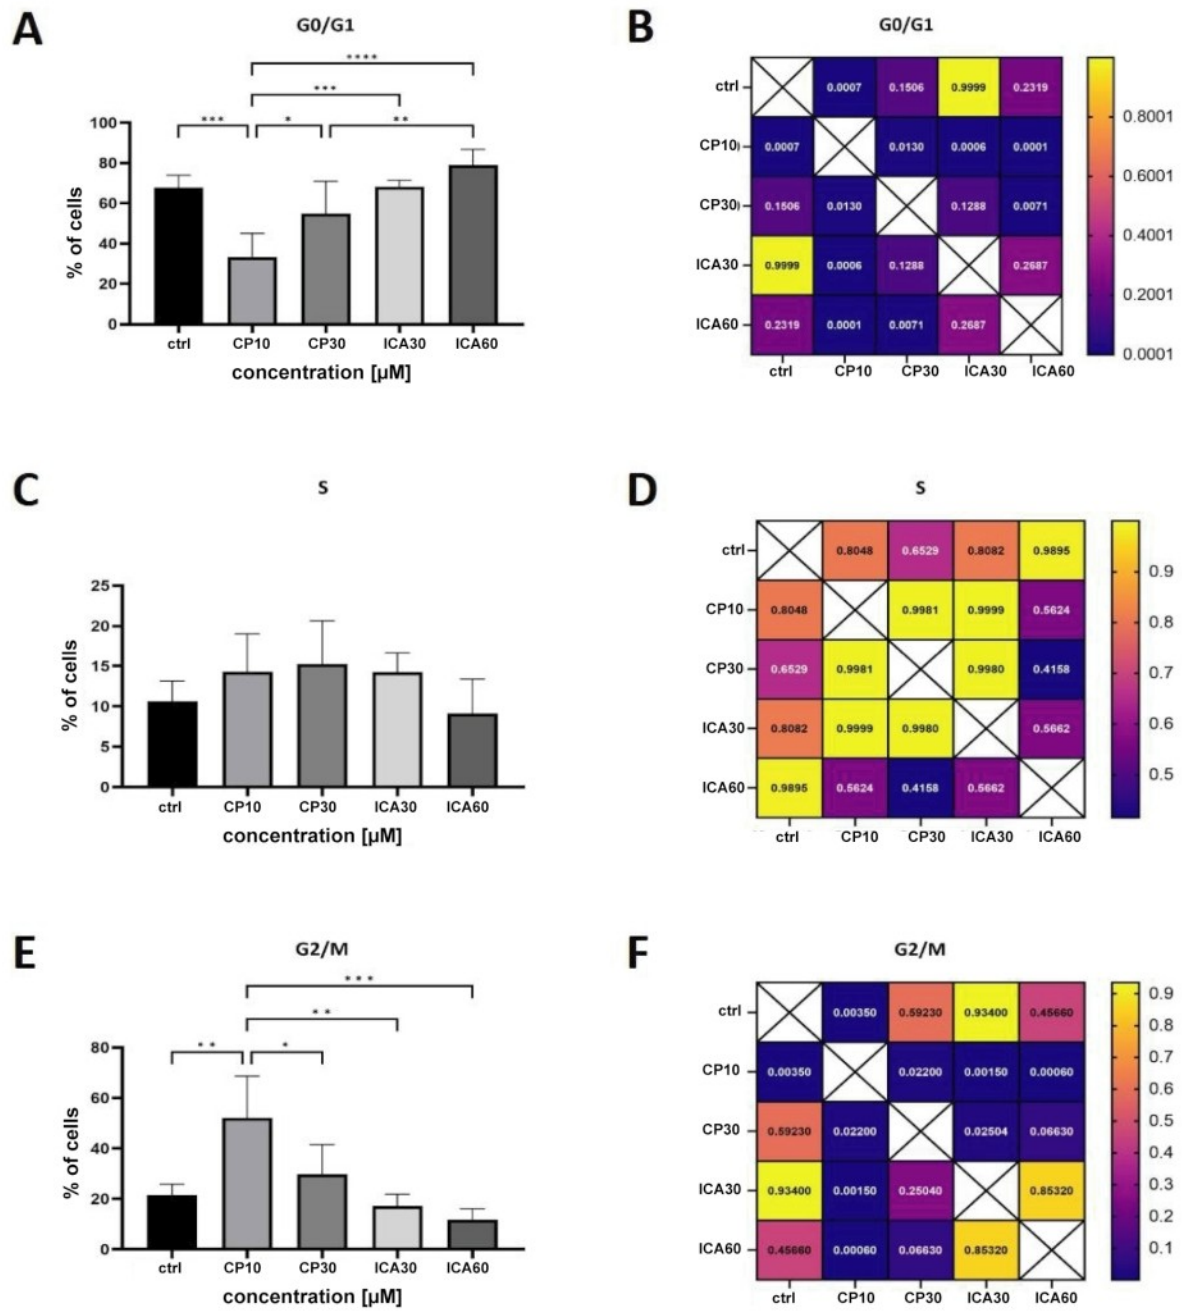 A
G0/G1
****
***
*** * **
100
80
60
40
20
0
% of cells
ctrl CP10 CP30 ICA30 ICA60
concentration [µM]
B
G0/G1
ctrl 0.0007 0.1506 0.9999 0.2319
CP10 0.0007 0.0130 0.0006 0.0001
CP30 0.1506 0.0130 0.1288 0.0071
ICA30 0.9999 0.0006 0.1288 0.2687
ICA60 0.2319 0.0001 0.0071 0.2687
ctrl CP10 CP30 ICA30 ICA60
0.8001
0.6001
0.4001
0.2001
0.0001
C
S
25
20
15
10
5
0
% of cells
ctrl CP10 CP30 ICA30 ICA60
concentration [µM]
D
S
ctrl 0.8048 0.6529 0.8082 0.9895
CP10 0.8048 0.9981 0.9999 0.5624
CP30 0.6529 0.9981 0.9980 0.4158
ICA30 0.8082 0.9999 0.9980 0.5662
ICA60 0.9895 0.5624 0.4158 0.5662
ctrl CP10 CP30 ICA30 ICA60
0.9
0.8
0.7
0.6
0.5
E
G2/M
***
**
** *
80
60
40
20
0
% of cells
ctrl CP10 CP30 ICA30 ICA60
concentration [µM]
F
G2/M
ctrl 0.00350 0.59230 0.93400 0.45660
CP10 0.00350 0.02200 0.00150 0.00060
CP30 0.59230 0.02200 0.02504 0.06630
ICA30 0.93400 0.00150 0.25040 0.85320
ICA60 0.45660 0.00060 0.06630 0.85320
ctrl CP10 CP30 ICA30 ICA60
0.9
0.8
0.7
0.6
0.5
0.4
0.3
0.2
0.1